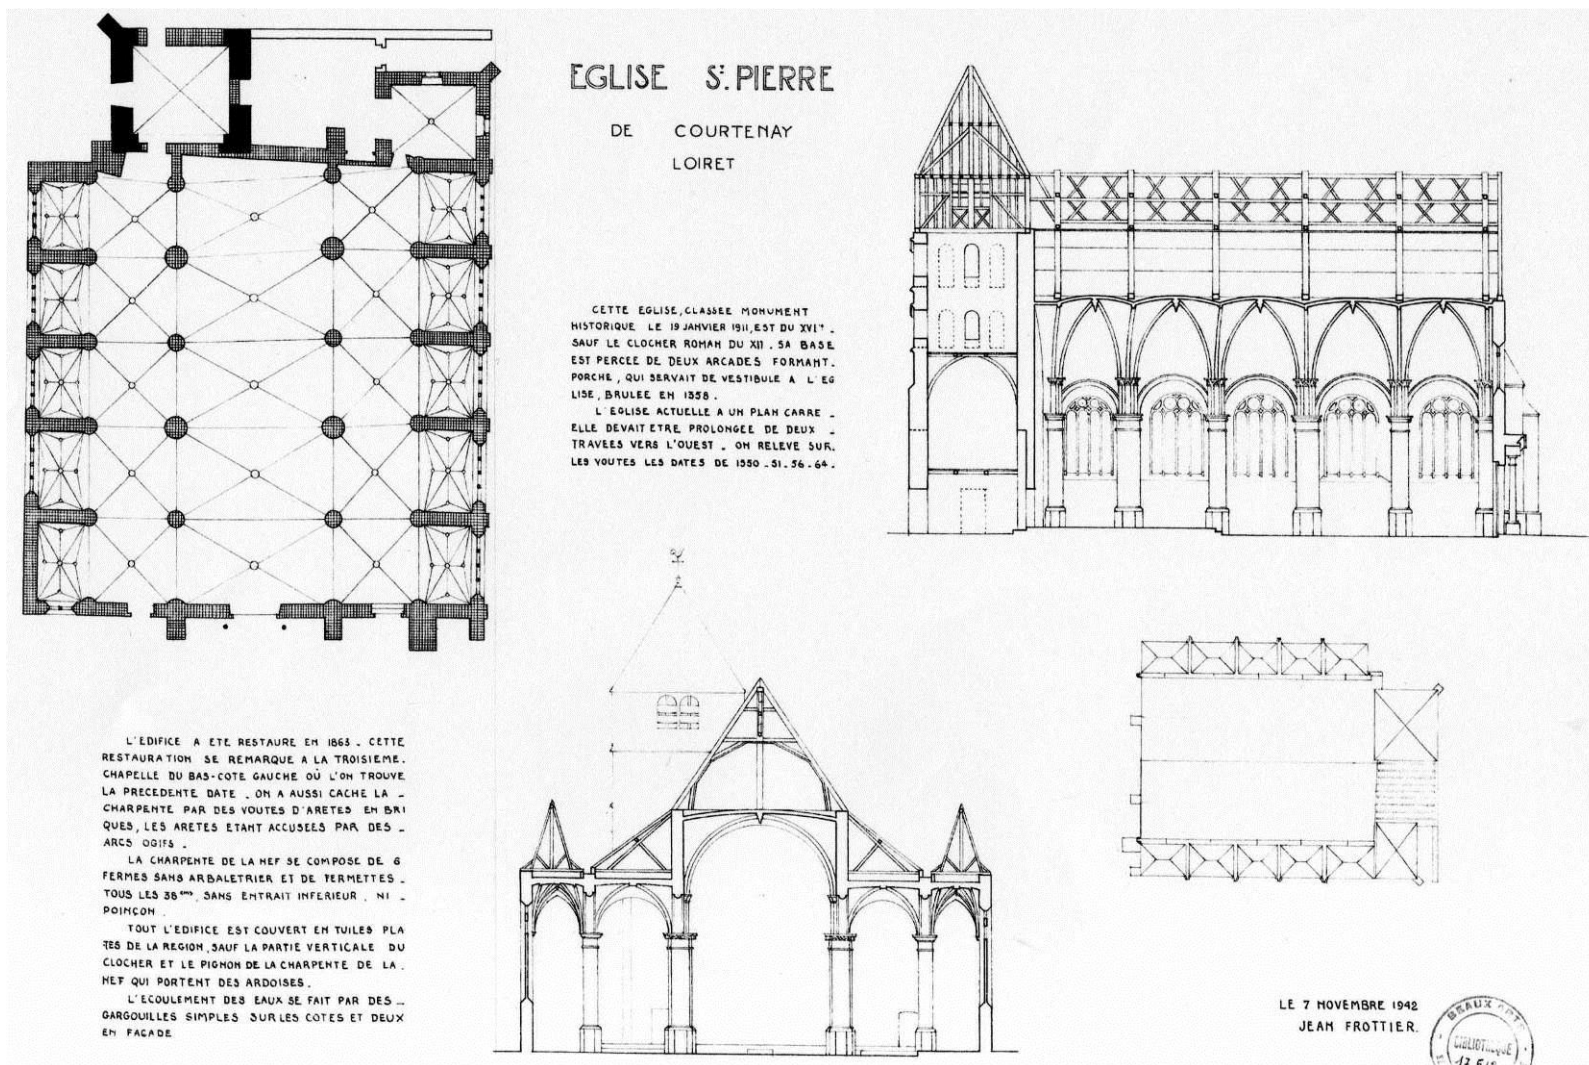 EGLISE St. PIERRE
DE COURTENAY
LOIRET
CETTE EGLISE, CLASSEE MONUMENT
HISTORIQUE LE 19 JANVIER 1911, EST DU XVIe -
SAUF LE CLOCHER ROMAN DU XII . SA BASE
EST PERCEE DE DEUX ARCADES FORMANT.
PORCHE, QUI SERVAIT DE VESTIBULE A L'EG
LISE, BRULEE EN 1358.
L'EGLISE ACTUELLE A UN PLAN CARRE -
ELLE DEVAIT ETRE PROLONGEE DE DEUX -
TRAVEES VERS L'OUEST - ON RELEVE SUR.
LES VOUTES LES DATES DE 1550 - 51 - 56 - 64 -
L'EDIFICE A ETE RESTAURE EN 1863 - CETTE
RESTAURATION SE REMARQUE A LA TROISIEME.
CHAPELLE DU BAS-COTE GAUCHE OÙ L'ON TROUVE
LA PRECEDENTE DATE . ON A AUSSI CACHE LA -
CHARPENTE PAR DES VOUTES D'ARETES EN BRI
QUES, LES ARETES ETANT ACCUSEES PAR DES -
ARCS OGIFS .
LA CHARPENTE DE LA NEF SE COMPOSE DE 6
FERMES SANS ARBALETRIER ET DE FERMETTES -
TOUS LES 38cms, SANS ENTRAIT INFERIEUR . NI -
POINÇON .
TOUT L'EDIFICE EST COUVERT EN TUILES PLA
TES DE LA REGION, SAUF LA PARTIE VERTICALE DU
CLOCHER ET LE PIGNON DE LA CHARPENTE DE LA .
NEF QUI PORTENT DES ARDOISES .
L'ECOULEMENT DES EAUX SE FAIT PAR DES -
GARGOUILLES SIMPLES SUR LES COTES ET DEUX
EN FAÇADE
LE 7 NOVEMBRE 1942
JEAN FROTTIER.
BEAUX ARTS
BIBLIOTHEQUE